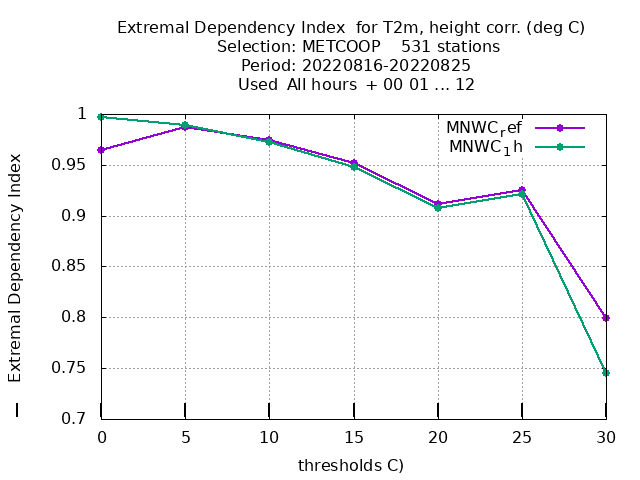 Extremal Dependency Index  for T2m, height corr. (deg C)
Selection: METCOOP    531 stations
Period: 20220816-20220825
Used  All hours  + 00 01 ... 12
Extremal Dependency Index
1
0.95
0.9
0.85
0.8
0.75
0.7
MNWC_ref
MNWC_1h
0 5 10 15 20 25 30
thresholds C)